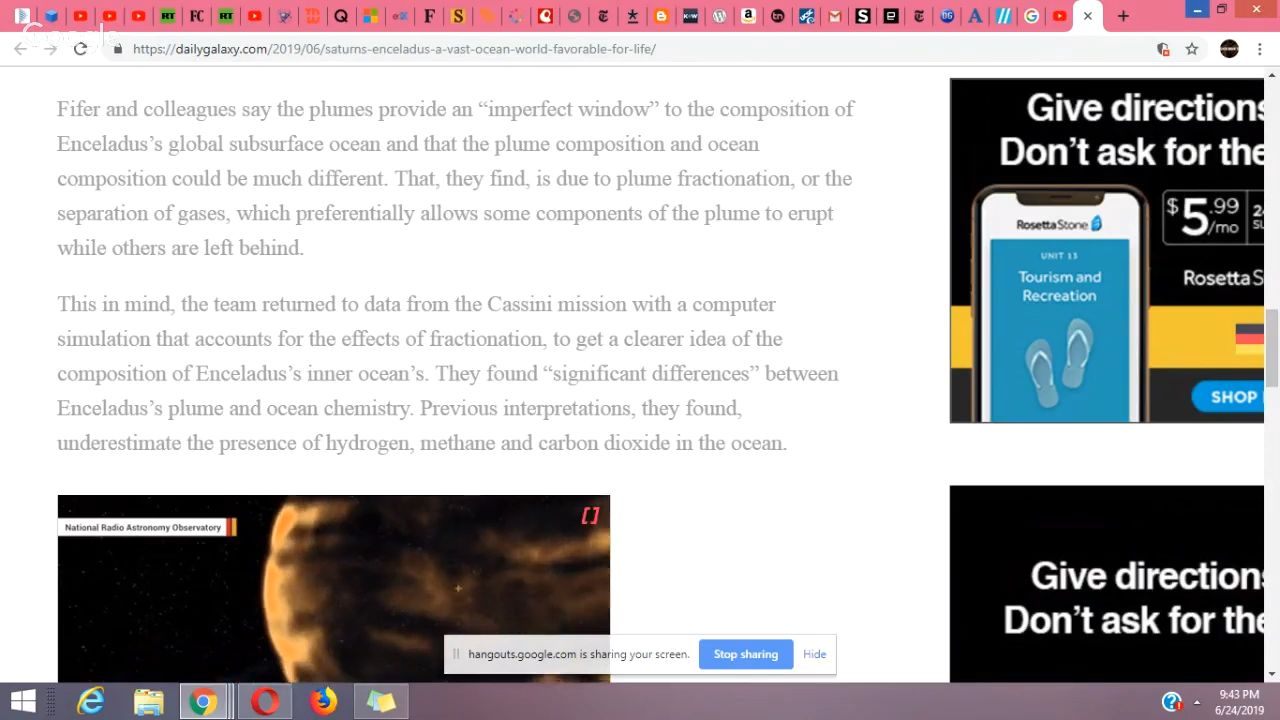 https://dailygalaxy.com/2019/06/saturns-enceladus-a-vast-ocean-world-favorable-for-life/
Fifer and colleagues say the plumes provide an “imperfect window” to the composition of
Enceladus’s global subsurface ocean and that the plume composition and ocean
composition could be much different. That, they find, is due to plume fractionation, or the
separation of gases, which preferentially allows some components of the plume to erupt
while others are left behind.
This in mind, the team returned to data from the Cassini mission with a computer
simulation that accounts for the effects of fractionation, to get a clearer idea of the
composition of Enceladus’s inner ocean’s. They found “significant differences” between
Enceladus’s plume and ocean chemistry. Previous interpretations, they found,
underestimate the presence of hydrogen, methane and carbon dioxide in the ocean.
National Radio Astronomy Observatory
[]
Give directions
Don’t ask for the
RosettaStone
UNIT 13
Tourism and
Recreation
$5.99
/mo
Rosetta S
SHOP
Give directions
Don’t ask for the
hangouts.google.com is sharing your screen.
Stop sharing
Hide
9:43 PM
6/24/2019